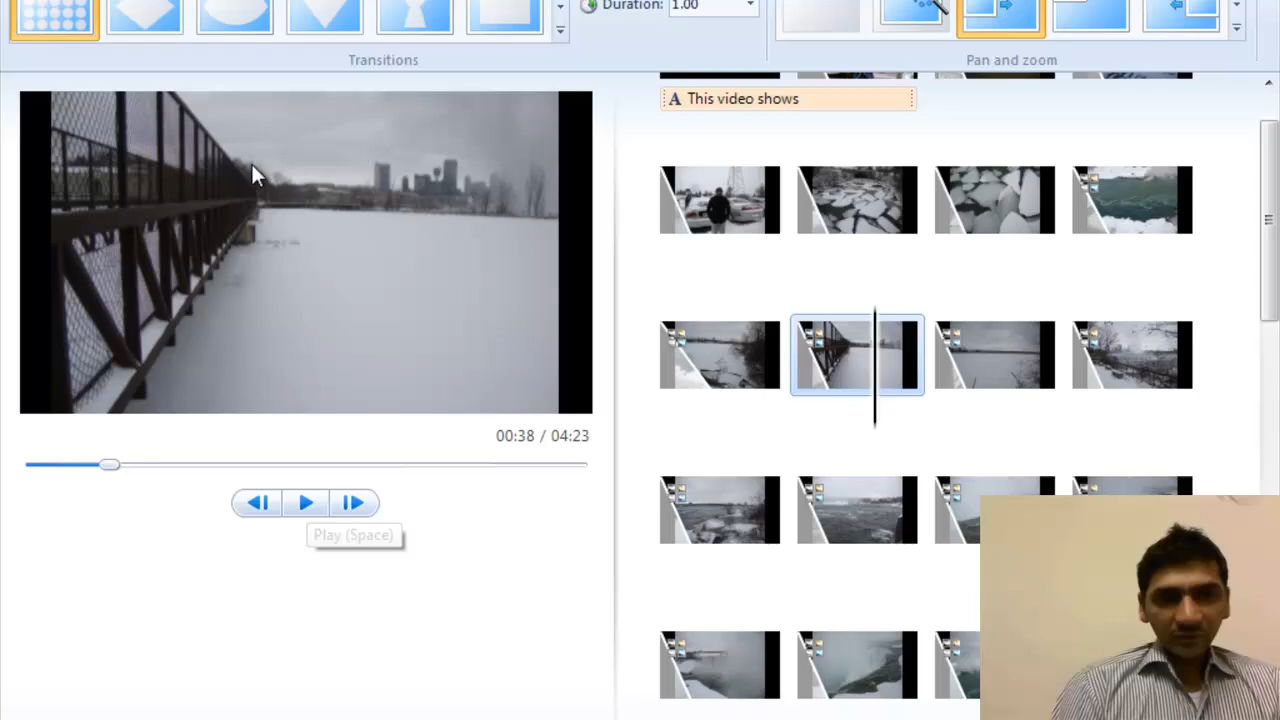 Duration: 1.00
Transitions
Pan and zoom
A This video shows
00:38 / 04:23
Play (Space)